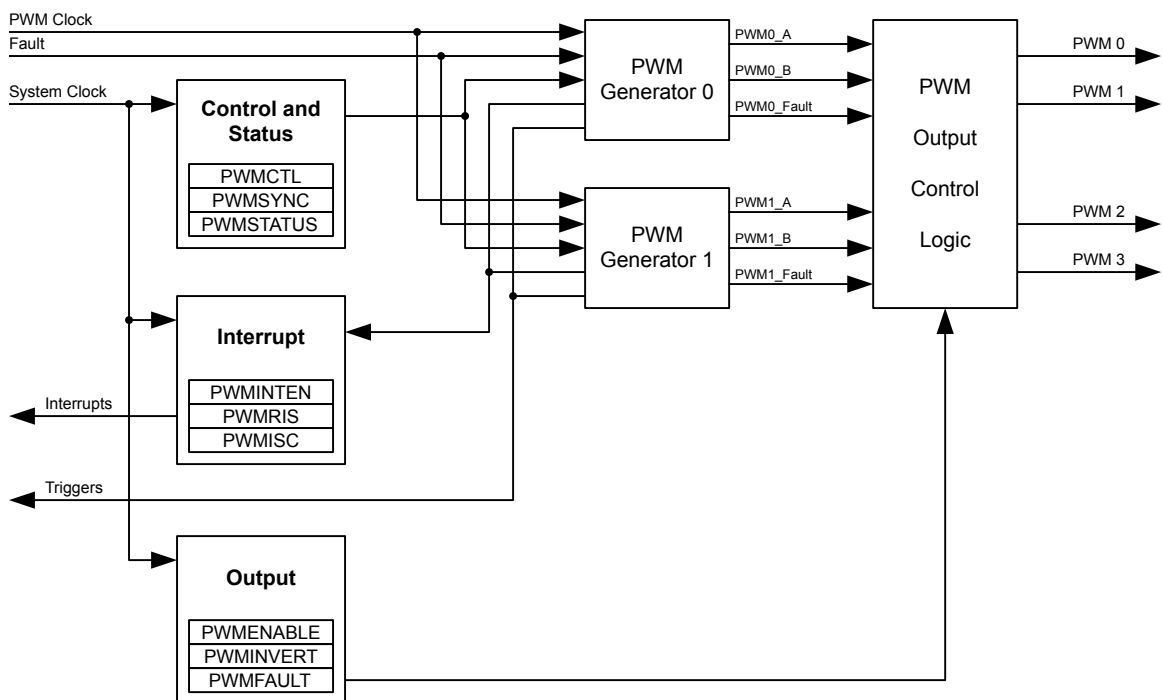 PWM Clock
Fault
System Clock
Control and
Status
PWMCTL
PWMSYNC
PWMSTATUS
Interrupt
PWMINTEN
PWMRIS
PWMISC
Interrupts
Triggers
Output
PWMENABLE
PWMINVERT
PWMFAULT
PWM
Generator 0
PWM0_A
PWM0_B
PWM0_Fault
PWM
Generator 1
PWM1_A
PWM1_B
PWM1_Fault
PWM
Output
Control
Logic
PWM 0
PWM 1
PWM 2
PWM 3